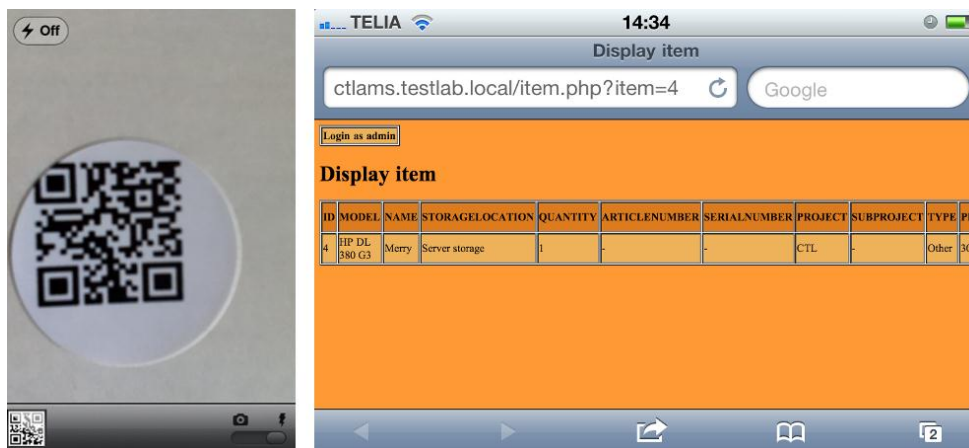 Off
TELIA 14:34
Display item
ctlams.testlab.local/item.php?item=4 Google
Login as admin
Display item
ID MODEL NAME STORAGELOCATION QUANTITY ARTICLENUMBER SERIALNUMBER PROJECT SUBPROJECT TYPE
4 HP DL 380 G3 Merry Server storage 1 - - CTL - Other
2